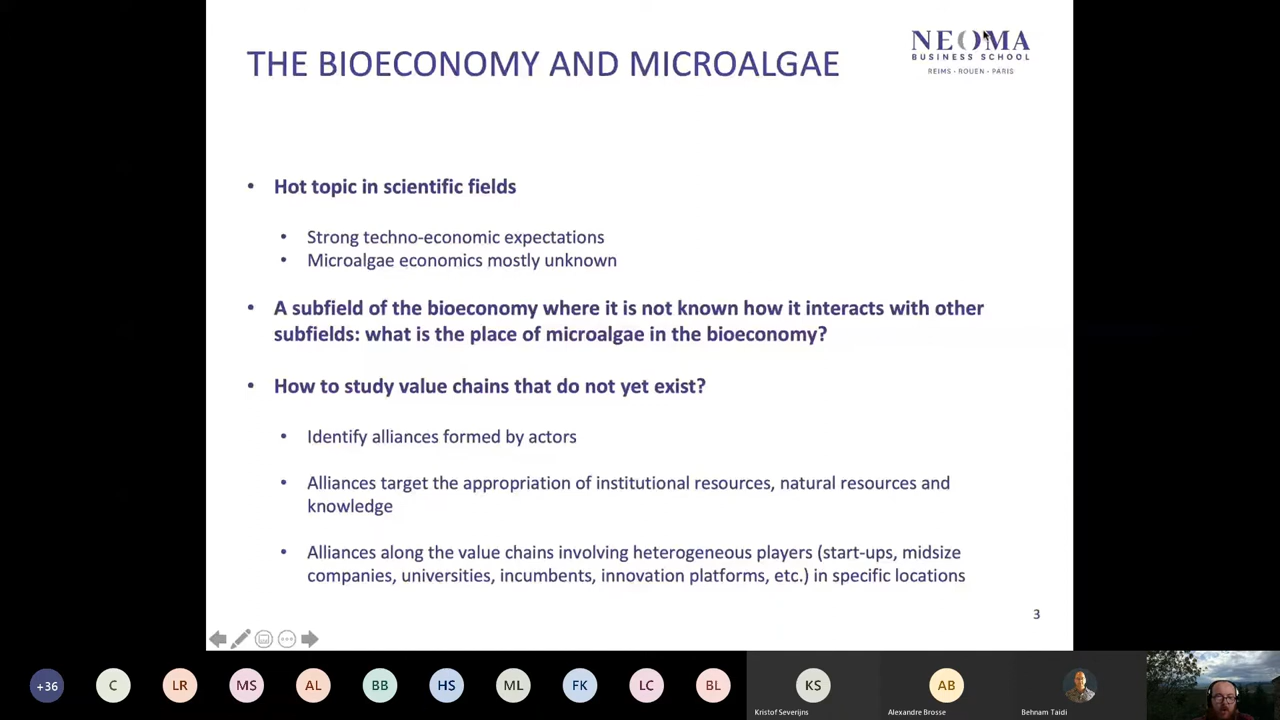 THE BIOECONOMY AND MICROALGAE
NEOMA
BUSINESS SCHOOL
REIMS - ROUEN - PARIS
• Hot topic in scientific fields
• Strong techno-economic expectations
• Microalgae economics mostly unknown
• A subfield of the bioeconomy where it is not known how it interacts with other
subfields: what is the place of microalgae in the bioeconomy?
• How to study value chains that do not yet exist?
• Identify alliances formed by actors
• Alliances target the appropriation of institutional resources, natural resources and
knowledge
• Alliances along the value chains involving heterogeneous players (start-ups, midsize
companies, universities, incumbents, innovation platforms, etc.) in specific locations
3
+36 C LR MS AL BB HS ML FK LC BL KS AB
Kristof Severijns Alexandre Brosse Behnam Taidi